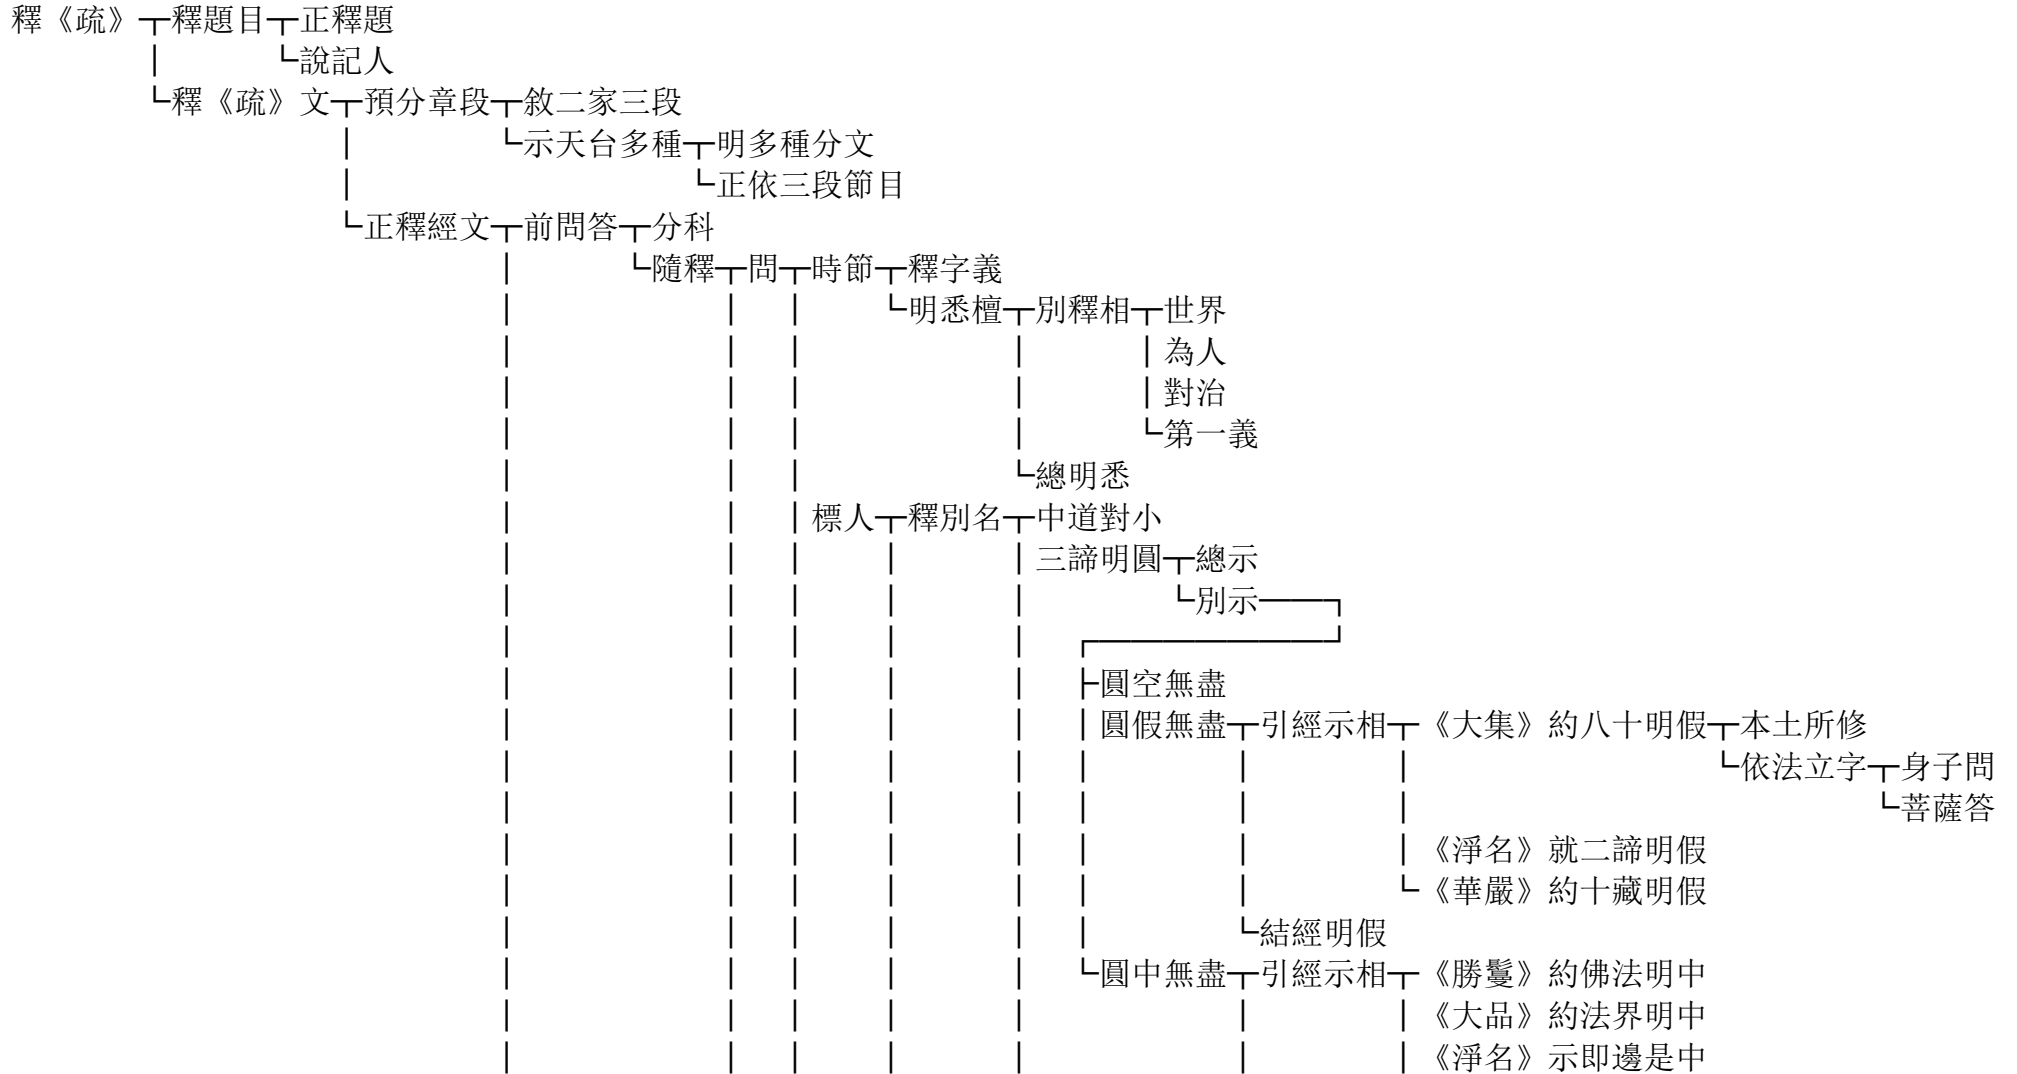 釋《疏》┬釋題目┬正釋題
│ └說記人
└釋《疏》文┬預分章段┬敘二家三段
│ └示天台多種┬明多種分文
│ └正依三段節目
└正釋經文┬前問答┬分科
│ └隨釋┬問┬時節┬釋字義
│ │ │ └明悉檀┬別釋相┬世界
│ │ │ │ │為人
│ │ │ │ │對治
│ │ │ │ └第一義
│ │ │ └總明悉
│ │ │標人┬釋別名┬中道對小
│ │ │ │ │三諦明圓┬總示
│ │ │ │ │ └別示──┐
│ │ │ │ │ ┌───────┘
│ │ │ │ │ ├圓空無盡
│ │ │ │ │ │圓假無盡┬引經示相┬《大集》約八十明假┬本土所修
│ │ │ │ │ │ │ │ └依法立字┬身子問
│ │ │ │ │ │ │ │ └菩薩答
│ │ │ │ │ │ │ │《淨名》就二諦明假
│ │ │ │ │ │ │ └《華嚴》約十藏明假
│ │ │ │ │ │ └結經明假
│ │ │ │ │ └圓中無盡┬引經示相┬《勝鬘》約佛法明中
│ │ │ │ │ │ │《大品》約法界明中
│ │ │ │ │ │ │《淨名》示即邊是中